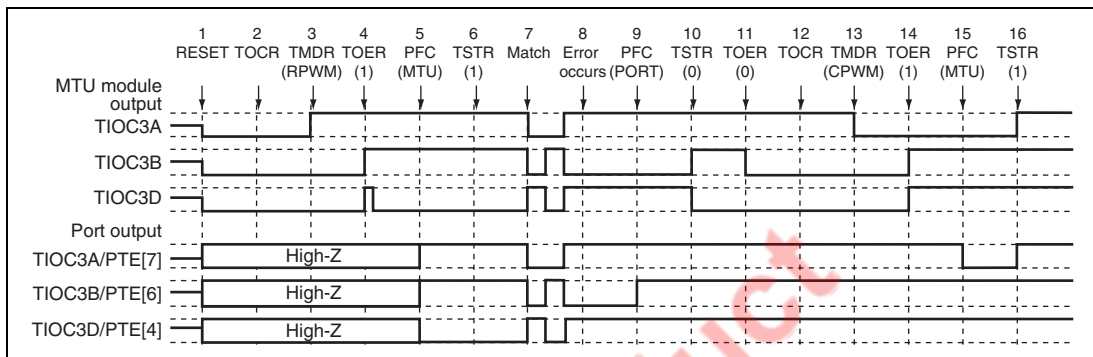 1 2 3 4 5 6 7 8 9 10 11 12 13 14 15 16
RESET TOCR TMDR TOER PFC TSTR Match Error PFC TSTR TOER TOCR TMDR TOER PFC TSTR
(RPWM) (1) (MTU) (1) occurs (PORT) (0) (0) (CPWM) (1) (MTU) (1)
MTU module
output
TIOC3A
TIOC3B
TIOC3D
Port output
TIOC3A/PTE[7] High-Z
TIOC3B/PTE[6] High-Z
TIOC3D/PTE[4] High-Z
uct